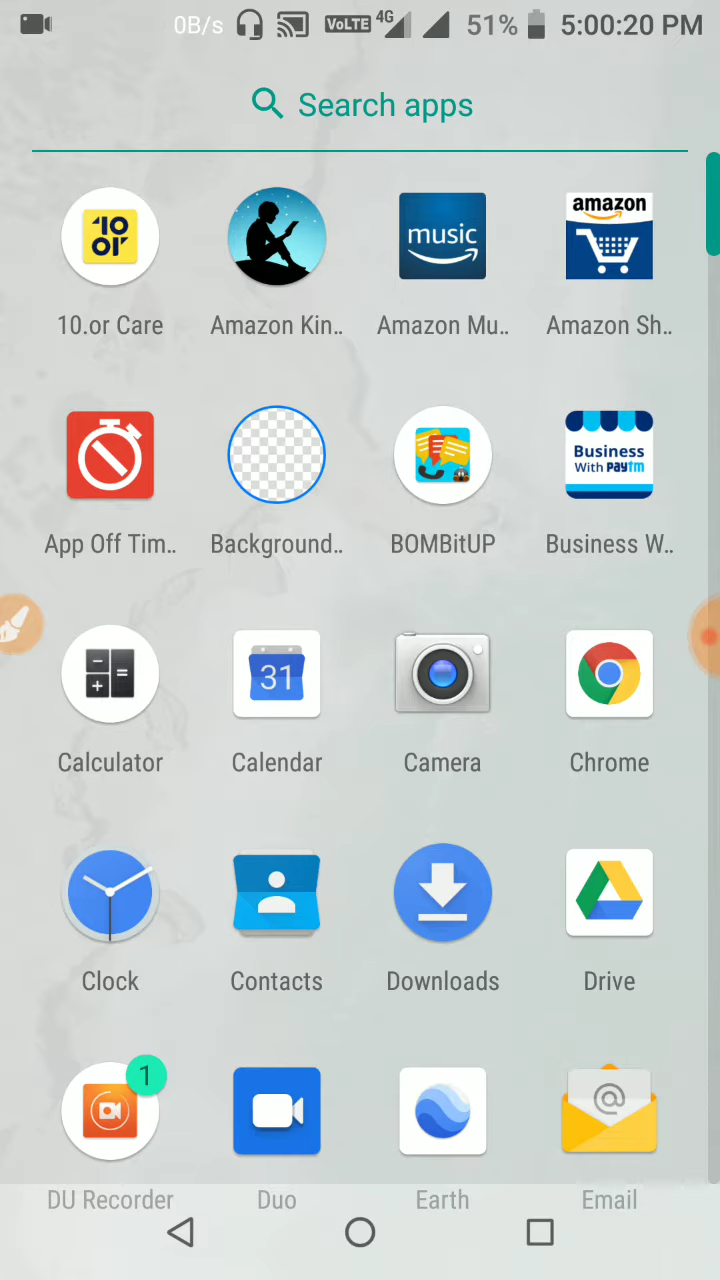 0B/s VoLTE 4G 51% 5:00:20 PM
Search apps
10 or music amazon
10.or Care Amazon Kin.. Amazon Mu.. Amazon Sh..
Business With paytm
App Off Tim.. Background.. BOMBitUP Business W..
31
Calculator Calendar Camera Chrome
Clock Contacts Downloads Drive
1 @
DU Recorder Duo Earth Email